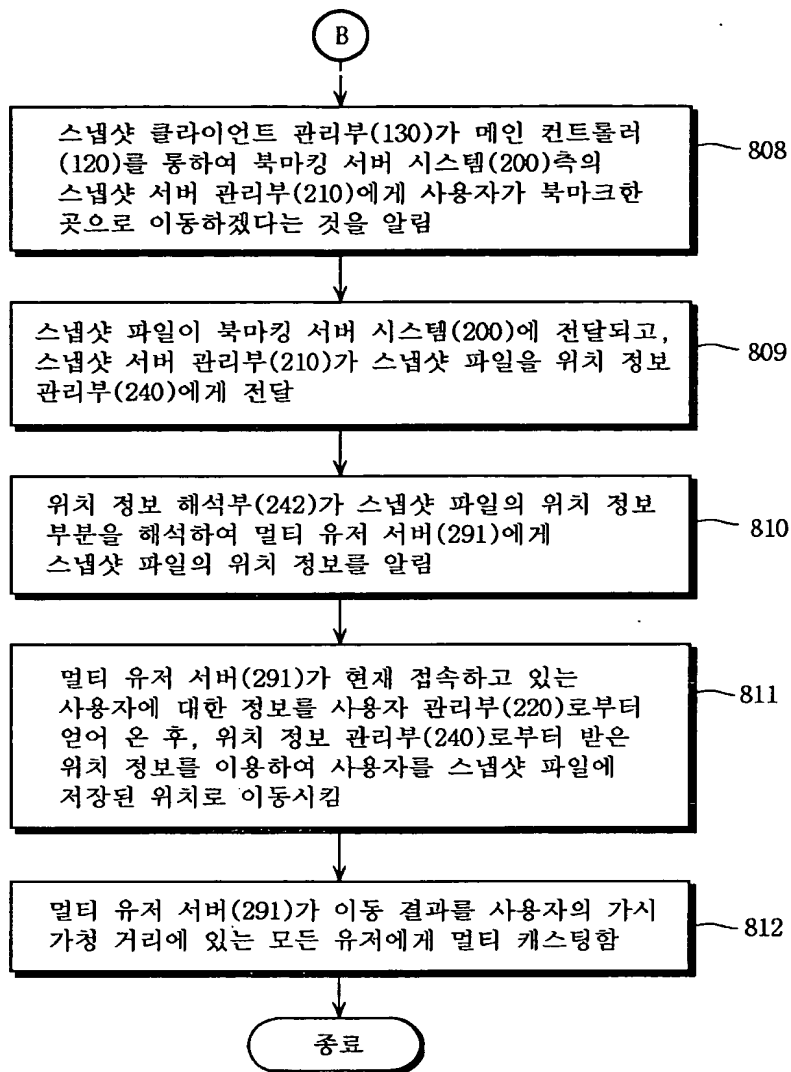 B
스냅샷 클라이언트 관리부(130)가 메인 컨트롤러
(120)를 통하여 북마킹 서버 시스템(200)측의
스냅샷 서버 관리부(210)에게 사용자가 북마크한
곳으로 이동하겠다는 것을 알림
808
스냅샷 파일이 북마킹 서버 시스템(200)에 전달되고,
스냅샷 서버 관리부(210)가 스냅샷 파일을 위치 정보
관리부(240)에게 전달
809
위치 정보 해석부(242)가 스냅샷 파일의 위치 정보
부분을 해석하여 멀티 유저 서버(291)에게
스냅샷 파일의 위치 정보를 알림
810
멀티 유저 서버(291)가 현재 접속하고 있는
사용자에 대한 정보를 사용자 관리부(220)로부터
얻어 온 후, 위치 정보 관리부(240)로부터 받은
위치 정보를 이용하여 사용자를 스냅샷 파일에
저장된 위치로 이동시킴
811
멀티 유저 서버(291)가 이동 결과를 사용자의 가시
가청 거리에 있는 모든 유저에게 멀티 캐스팅함
812
종료